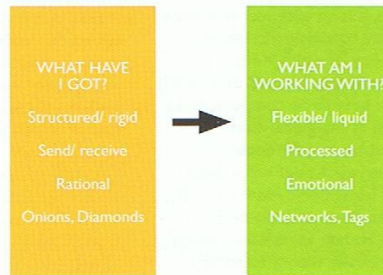 WHAT HAVE
I GOT?
Structured/ rigid
Send/ receive
Rational
Onions, Diamonds
WHAT AM I
WORKING WITH?
Flexible/ liquid
Processed
Emotional
Networks, Tags